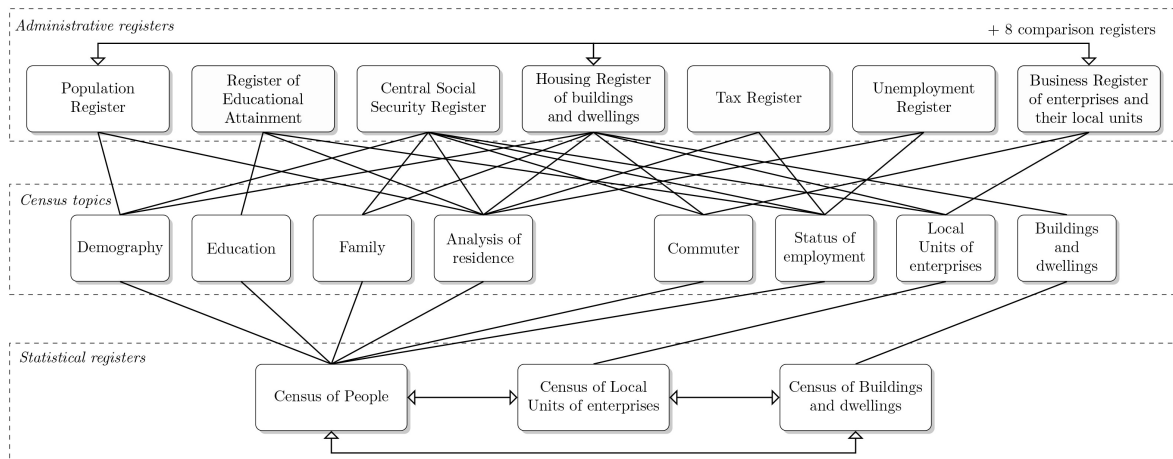 Administrative registers
+ 8 comparison registers
Population
Register
Register of
Educational
Attainment
Central Social
Security Register
Housing Register
of buildings
and dwellings
Tax Register
Unemployment
Register
Business Register
of enterprises and
their local units
Census topics
Demography
Education
Family
Analysis of
residence
Commuter
Status of
employment
Local
Units of
enterprises
Buildings
and
dwellings
Statistical registers
Census of People
Census of Local
Units of enterprises
Census of Buildings
and dwellings